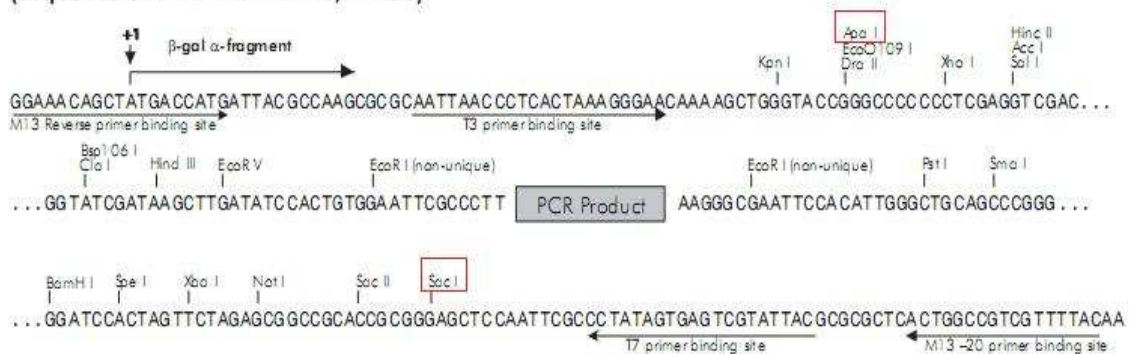 +1
β-gal α-fragment
Apa I
EcoO109 I
Dra II
Kpn I
Xho I
Hinc II
Acc I
Sal I
GGAAACAGCTATGACCATGATTACGCCAAGCGCGCAATTAACCCTCACTAAAGGGAACAAAAGCTGGGTACCGGGCCCCCCCTCGAGGTCGAC...
M13 Reverse primer binding site
T3 primer binding site
Bsp106 I
Cla I
Hind III
EcoR V
EcoR I (non-unique)
EcoR I (non-unique)
Pst I
Sma I
...GGTATCGATAAGCTTGATATCCACTGTGGAATTCGCCCTT
PCR Product
AAGGGCGAATTCCACATTGGGCTGCAGCCCGGG...
BamH I
Spe I
Xba I
Not I
Sac II
Sac I
...GGATCCACTAGTTCTAGAGCGGCCGCACCGCGGGAGCTCCAATTCGCCCTATAGTGAGTCGTATTACGCGCGCTCACTGGCCGTCGTTTTACAA
T7 primer binding site
M13 –20 primer binding site